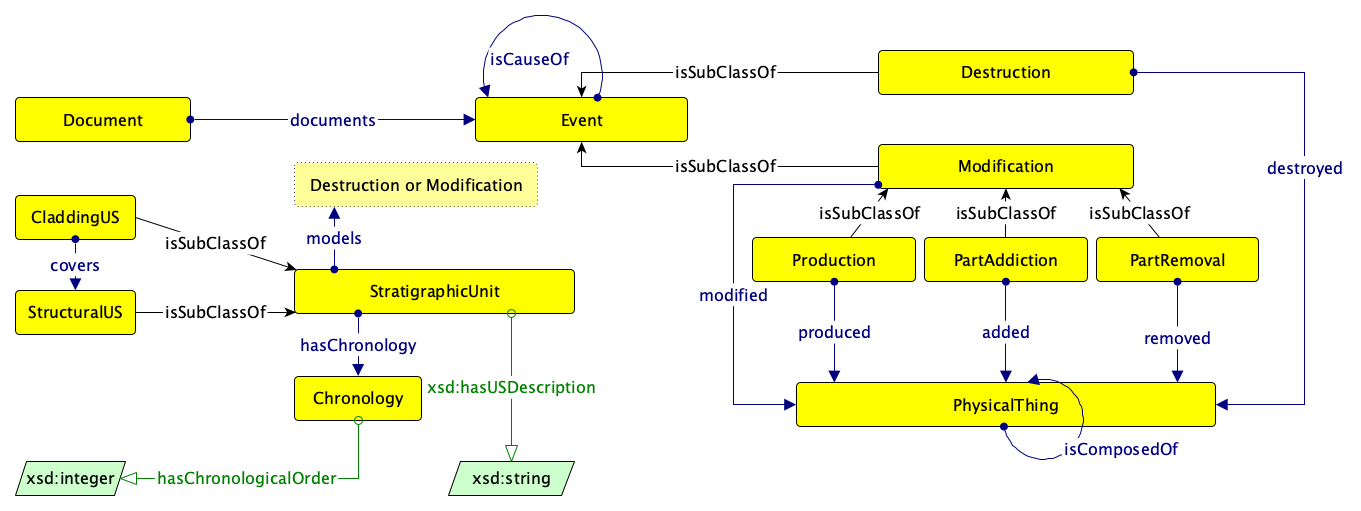 isCauseOf
isSubClassOf
Destruction
Document
documents
Event
isSubClassOf
Modification
destroyed
Destruction or Modification
CladdingUS
isSubClassOf
models
isSubClassOf
isSubClassOf
isSubClassOf
covers
Production
PartAddiction
PartRemoval
StructuralUS
isSubClassOf
StratigraphicUnit
modified
hasChronology
produced
added
removed
xsd:hasUSDescription
Chronology
PhysicalThing
isComposedOf
xsd:integer
hasChronologicalOrder
xsd:string